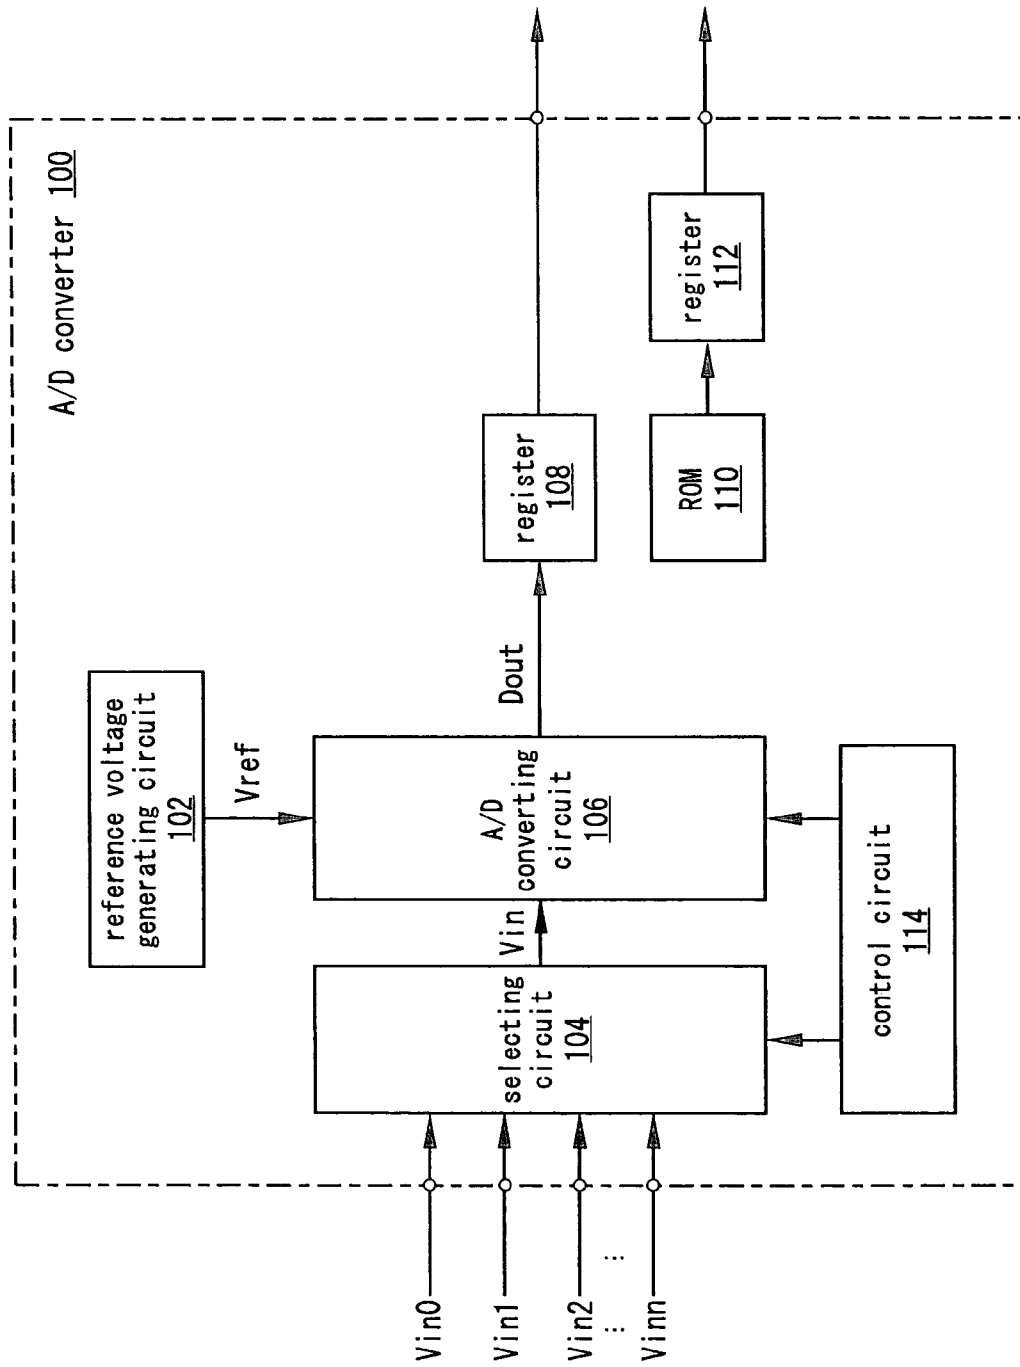 A/D converter 100
reference voltage
generating circuit
102
Vref
Vin0
Vin1
Vin2
Vinn
selecting
circuit
104
Vin
A/D
converting
circuit
106
Dout
register
108
ROM
110
register
112
control circuit
114